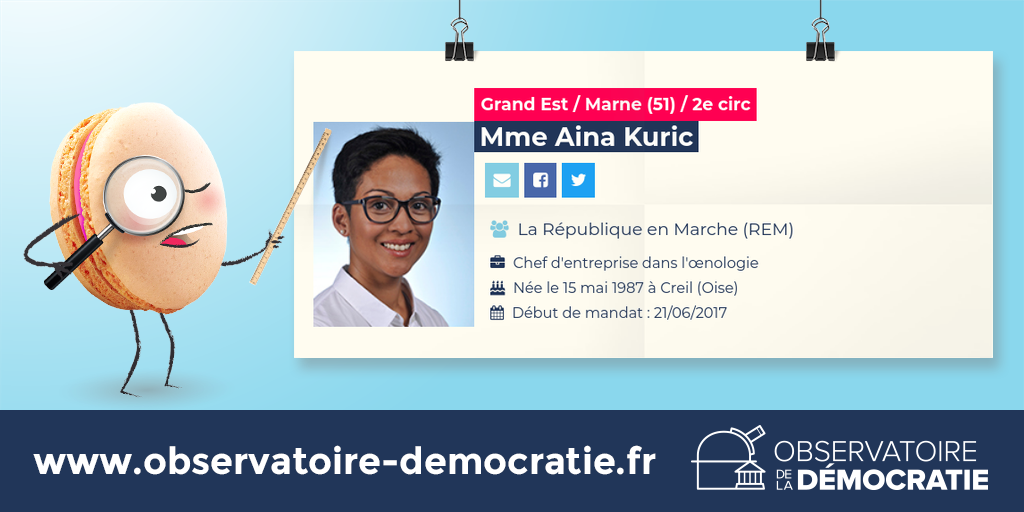 Grand Est / Marne (51) / 2e circ
Mme Aina Kuric
La République en Marche (REM)
Chef d'entreprise dans l'œnologie
Née le 15 mai 1987 à Creil (Oise)
Début de mandat : 21/06/2017
www.observatoire-democratie.fr
OBSERVATOIRE
DE LA DÉMOCRATIE